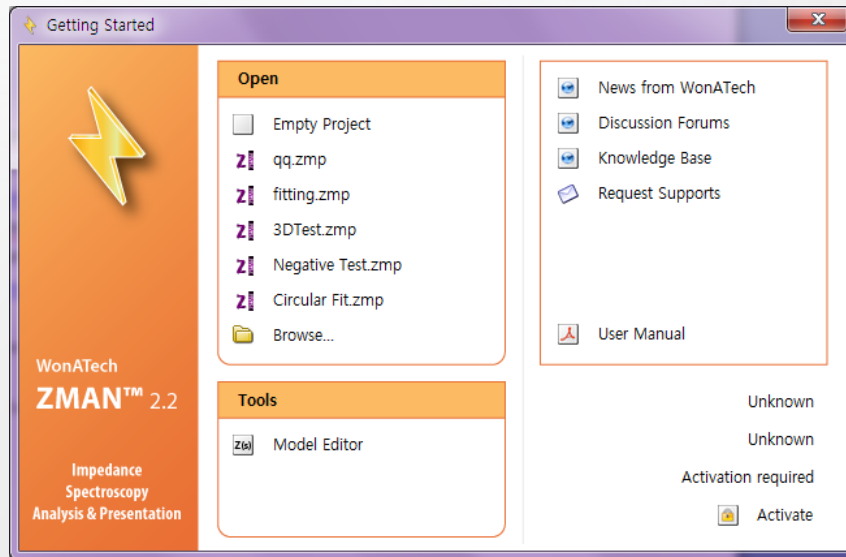 Getting Started
WonATech
ZMAN™ 2.2
Impedance
Spectroscopy
Analysis & Presentation
Open
Empty Project
qq.zmp
fitting.zmp
3DTest.zmp
Negative Test.zmp
Circular Fit.zmp
Browse...
Tools
Z(s) Model Editor
News from WonATech
Discussion Forums
Knowledge Base
Request Supports
User Manual
Unknown
Unknown
Activation required
Activate